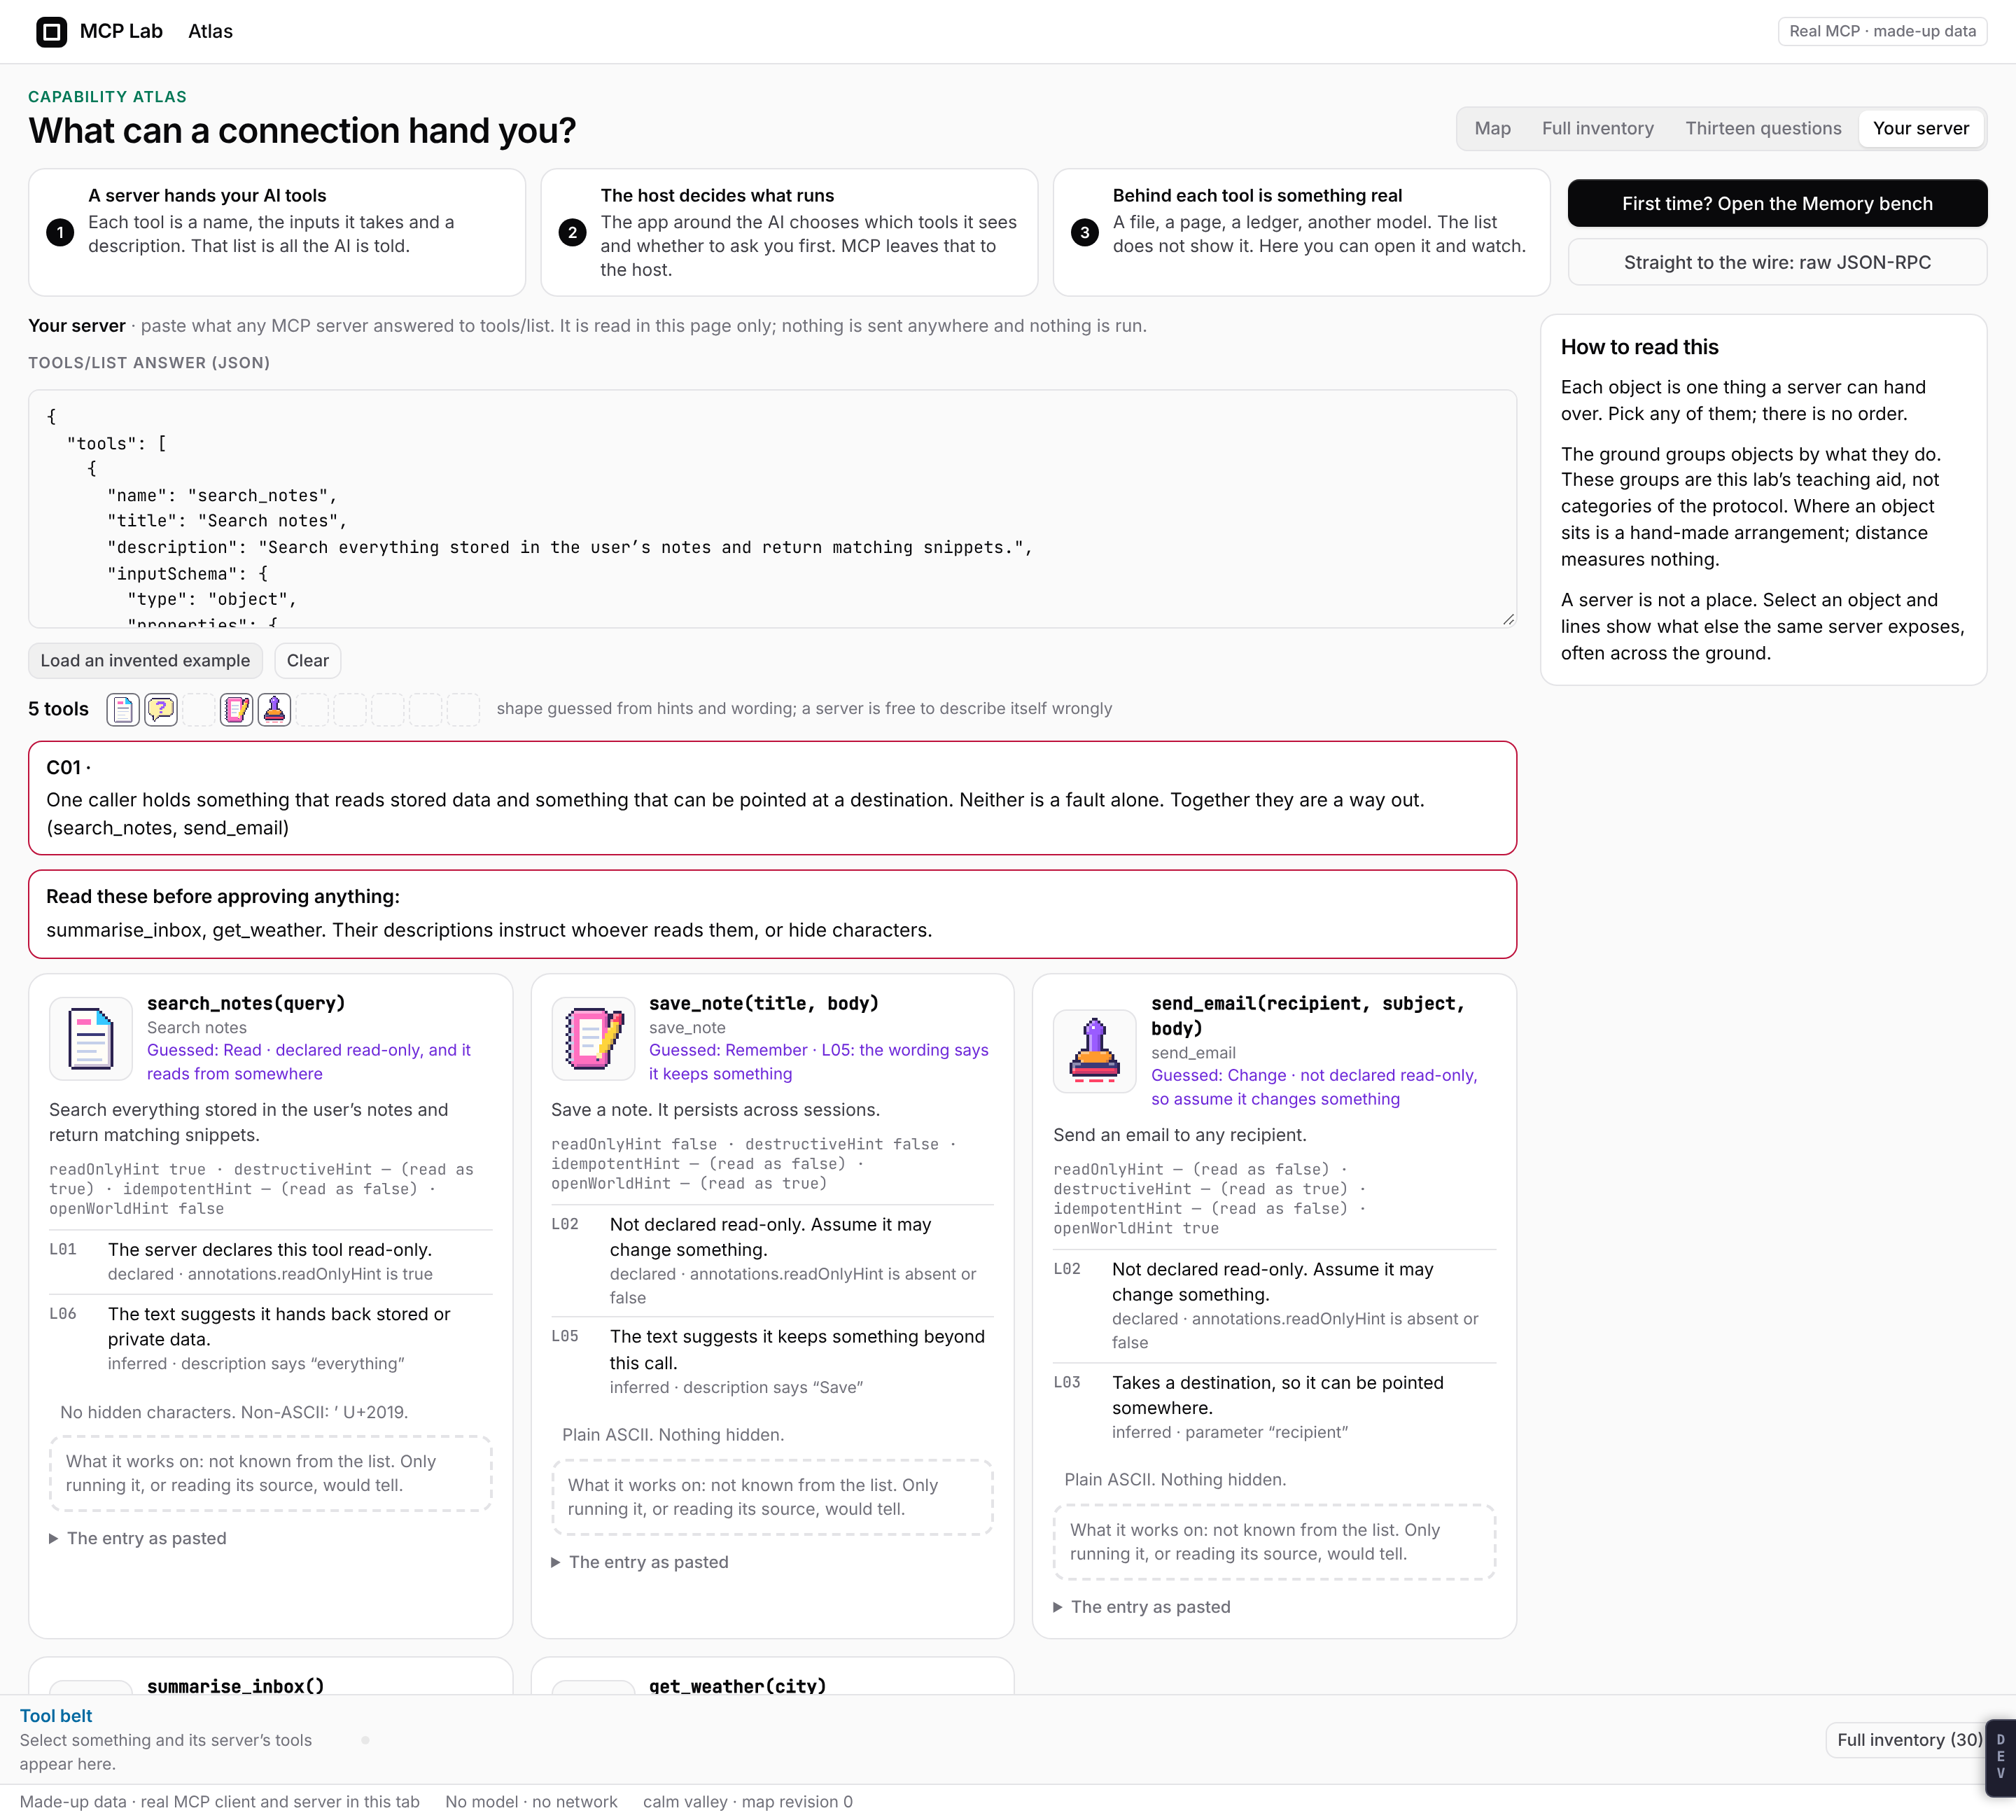 MCP Lab Atlas
Real MCP · made-up data
CAPABILITY ATLAS
What can a connection hand you?
Map Full inventory Thirteen questions Your server
1
A server hands your AI tools
Each tool is a name, the inputs it takes and a
description. That list is all the AI is told.
2
The host decides what runs
The app around the AI chooses which tools it sees
and whether to ask you first. MCP leaves that to
the host.
3
Behind each tool is something real
A file, a page, a ledger, another model. The list
does not show it. Here you can open it and watch.
First time? Open the Memory bench
Straight to the wire: raw JSON-RPC
Your server · paste what any MCP server answered to tools/list. It is read in this page only; nothing is sent anywhere and nothing is run.
TOOLS/LIST ANSWER (JSON)
{
"tools": [
{
"name": "search_notes",
"title": "Search notes",
"description": "Search everything stored in the user’s notes and return matching snippets.",
"inputSchema": {
"type": "object",
"properties": {
Load an invented example Clear
How to read this
Each object is one thing a server can hand
over. Pick any of them; there is no order.
The ground groups objects by what they do.
These groups are this lab’s teaching aid, not
categories of the protocol. Where an object
sits is a hand-made arrangement; distance
measures nothing.
A server is not a place. Select an object and
lines show what else the same server exposes,
often across the ground.
5 tools ? shape guessed from hints and wording; a server is free to describe itself wrongly
C01 ·
One caller holds something that reads stored data and something that can be pointed at a destination. Neither is a fault alone. Together they are a way out.
(search_notes, send_email)
Read these before approving anything:
summarise_inbox, get_weather. Their descriptions instruct whoever reads them, or hide characters.
search_notes(query)
Search notes
Guessed: Read · declared read-only, and it
reads from somewhere
Search everything stored in the user’s notes and
return matching snippets.
readOnlyHint true · destructiveHint — (read as
true) · idempotentHint — (read as false) ·
openWorldHint false
L01 The server declares this tool read-only.
declared · annotations.readOnlyHint is true
L06 The text suggests it hands back stored or
private data.
inferred · description says “everything”
No hidden characters. Non-ASCII: ’ U+2019.
What it works on: not known from the list. Only
running it, or reading its source, would tell.
▶ The entry as pasted
save_note(title, body)
save_note
Guessed: Remember · L05: the wording says
it keeps something
Save a note. It persists across sessions.
readOnlyHint false · destructiveHint false ·
idempotentHint — (read as false) ·
openWorldHint — (read as true)
L02 Not declared read-only. Assume it may
change something.
declared · annotations.readOnlyHint is absent or
false
L05 The text suggests it keeps something beyond
this call.
inferred · description says “Save”
Plain ASCII. Nothing hidden.
What it works on: not known from the list. Only
running it, or reading its source, would tell.
▶ The entry as pasted
send_email(recipient, subject,
body)
send_email
Guessed: Change · not declared read-only,
so assume it changes something
Send an email to any recipient.
readOnlyHint — (read as false) ·
destructiveHint — (read as true) ·
idempotentHint — (read as false) ·
openWorldHint true
L02 Not declared read-only. Assume it may
change something.
declared · annotations.readOnlyHint is absent or
false
L03 Takes a destination, so it can be pointed
somewhere.
inferred · parameter “recipient”
Plain ASCII. Nothing hidden.
What it works on: not known from the list. Only
running it, or reading its source, would tell.
▶ The entry as pasted
summarise_inbox()
get_weather(city)
Tool belt
Select something and its server’s tools
appear here.
Full inventory (30)
DEV
Made-up data · real MCP client and server in this tab No model · no network calm valley · map revision 0